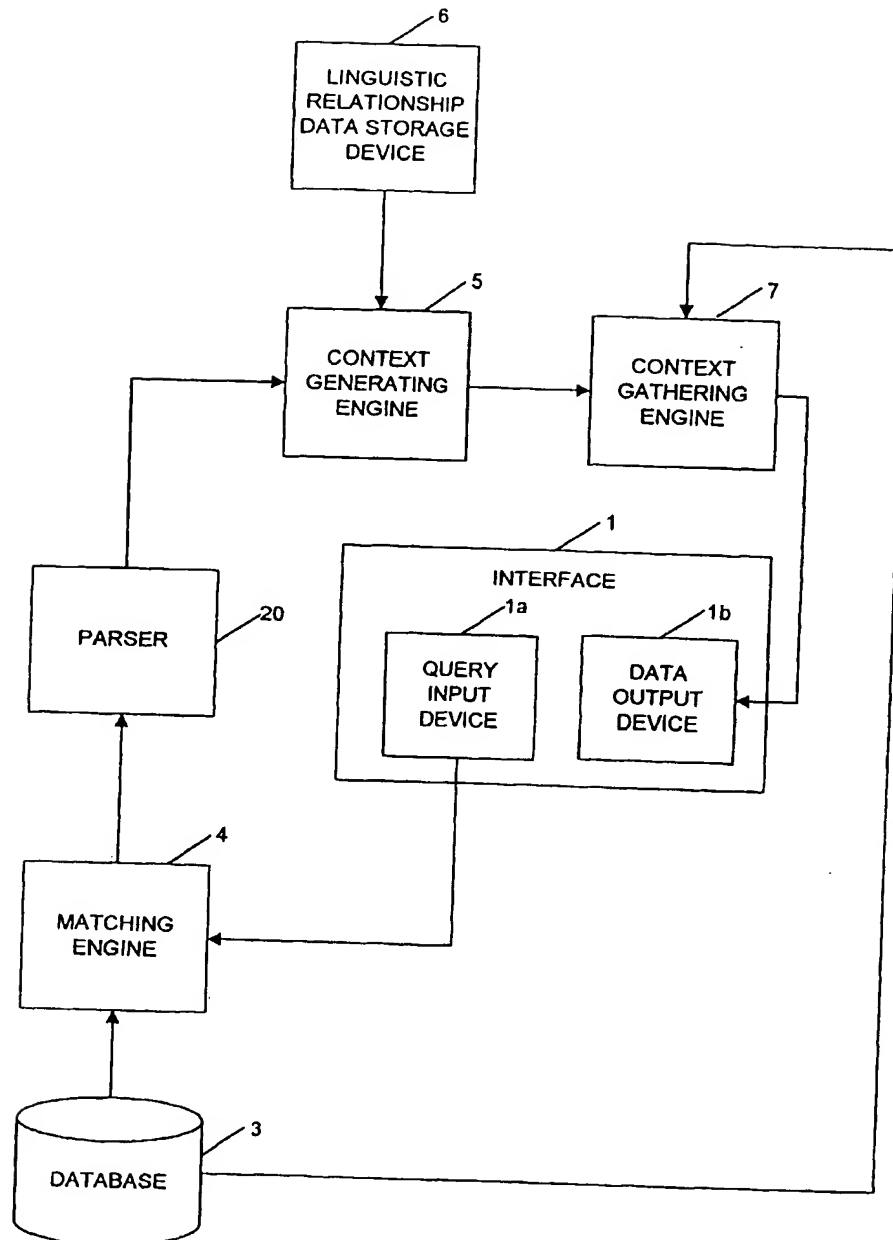 6
LINGUISTIC
RELATIONSHIP
DATA STORAGE
DEVICE
5
CONTEXT
GENERATING
ENGINE
7
CONTEXT
GATHERING
ENGINE
1
INTERFACE
1a
QUERY
INPUT
DEVICE
1b
DATA
OUTPUT
DEVICE
PARSER
20
4
MATCHING
ENGINE
3
DATABASE